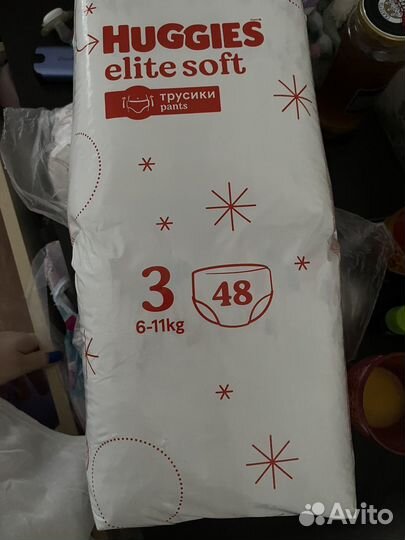 HUGGIES
elite soft
трусики
pants
3
48
6-11kg
Avito